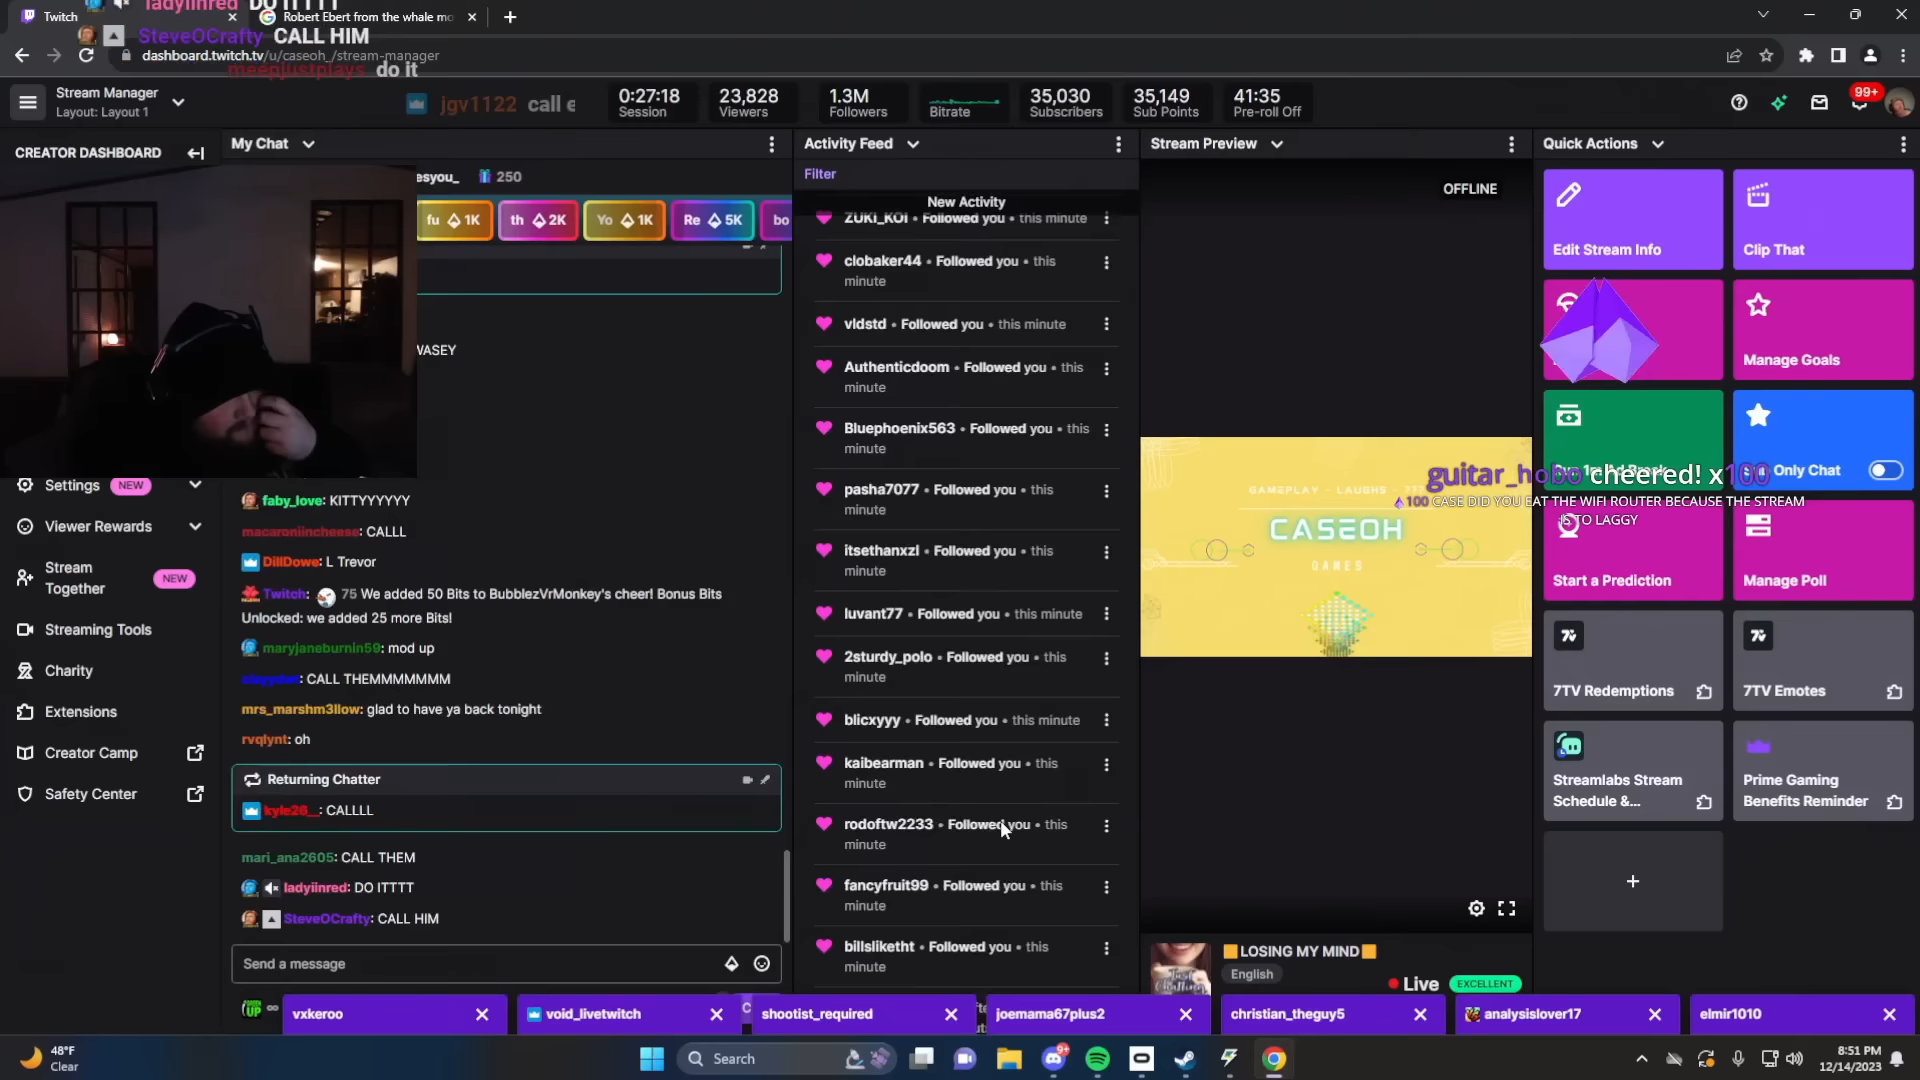 ladyiinred DO ITTTT
Twitch
Robert Ebert from the whale mo
SteveOCrafty CALL HIM
dashboard.twitch.tv/u/caseoh_/stream-manager
meepjustplays do it
Stream Manager
Layout: Layout 1
jgv1122 call e
0:27:18
Session
23,828
Viewers
1.3M
Followers
Bitrate
35,030
Subscribers
35,149
Sub Points
41:35
Pre-roll Off
99+
CREATOR DASHBOARD
Settings NEW
Viewer Rewards
Stream
Together NEW
Streaming Tools
Charity
Extensions
Creator Camp
Safety Center
My Chat
esyou_ 250
fu 1K
th 2K
Yo 1K
Re 5K
bo
WASEY
faby_love: KITTYYYYYY
macaroniincheese: CALLL
DillDowe: L Trevor
Twitch: 75 We added 50 Bits to BubblezVrMonkey's cheer! Bonus Bits
Unlocked: we added 25 more Bits!
maryjaneburnin59: mod up
CALL THEMMMMMMM
mrs_marshm3llow: glad to have ya back tonight
rvqlynt: oh
Returning Chatter
kyle26__: CALLLL
mari_ana2605: CALL THEM
ladyiinred: DO ITTTT
SteveOCrafty: CALL HIM
Send a message
Activity Feed
Filter
New Activity
ZUKI_KOI • Followed you • this minute
clobaker44 • Followed you • this
minute
vldstd • Followed you • this minute
Authenticdoom • Followed you • this
minute
Bluephoenix563 • Followed you • this
minute
pasha7077 • Followed you • this
minute
itsethanxzl • Followed you • this
minute
luvant77 • Followed you • this minute
2sturdy_polo • Followed you • this
minute
blicxyyy • Followed you • this minute
kaibearman • Followed you • this
minute
rodoftw2233 • Followed you • this
minute
fancyfruit99 • Followed you • this
minute
billsliketht • Followed you • this
minute
Stream Preview
OFFLINE
CASEOH
GAMES
LOSING MY MIND
English
Live EXCELLENT
Quick Actions
Edit Stream Info
Clip That
Manage Goals
guitar_hobo cheered! x100
100 CASE DID YOU EAT THE WIFI ROUTER BECAUSE THE STREAM
IS TO LAGGY
Only Chat
Start a Prediction
Manage Poll
7TV Redemptions
7TV Emotes
Streamlabs Stream
Schedule &...
Prime Gaming
Benefits Reminder
vxkeroo
void_livetwitch
shootist_required
joemama67plus2
christian_theguy5
analysislover17
elmir1010
48°F
Clear
Search
8:51 PM
12/14/2023